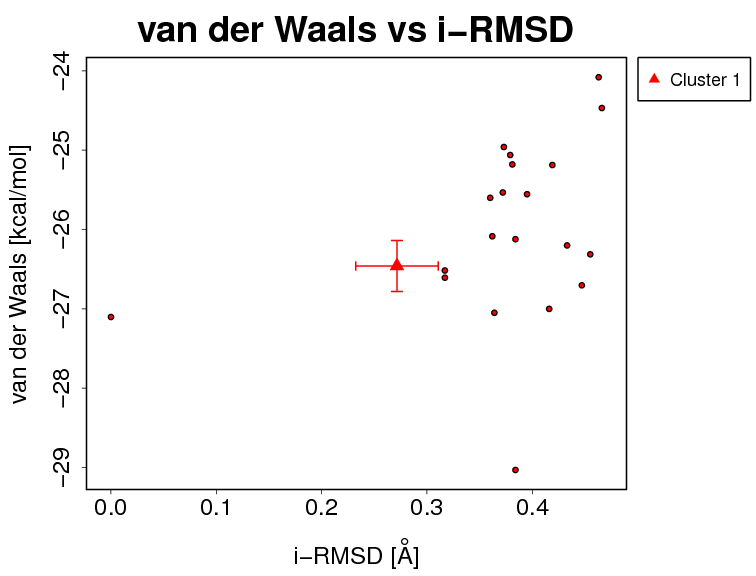 van der Waals vs i−RMSD
Cluster 1
van der Waals [kcal/mol]
−24
−25
−26
−27
−28
−29
0.0 0.1 0.2 0.3 0.4
i−RMSD [Å]